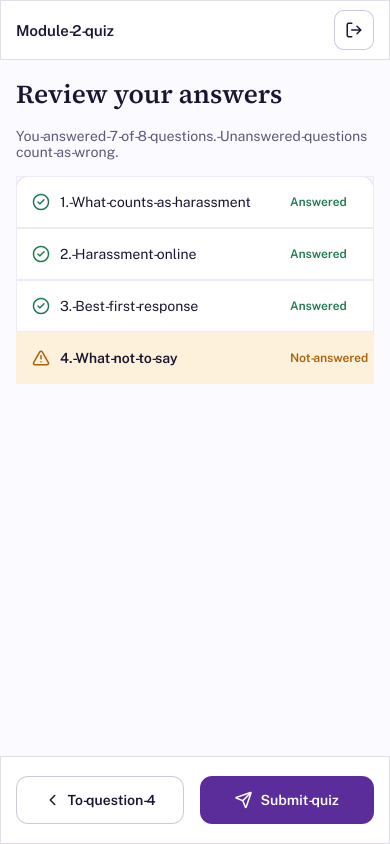 Module-2-quiz
Review your answers
You-answered-7-of-8-questions.-Unanswered-questions
count-as-wrong.
1.-What-counts-as-harassment
Answered
2.-Harassment-online
Answered
3.-Best-first-response
Answered
4.-What-not-to-say
Not-answered
To-question-4
Submit-quiz